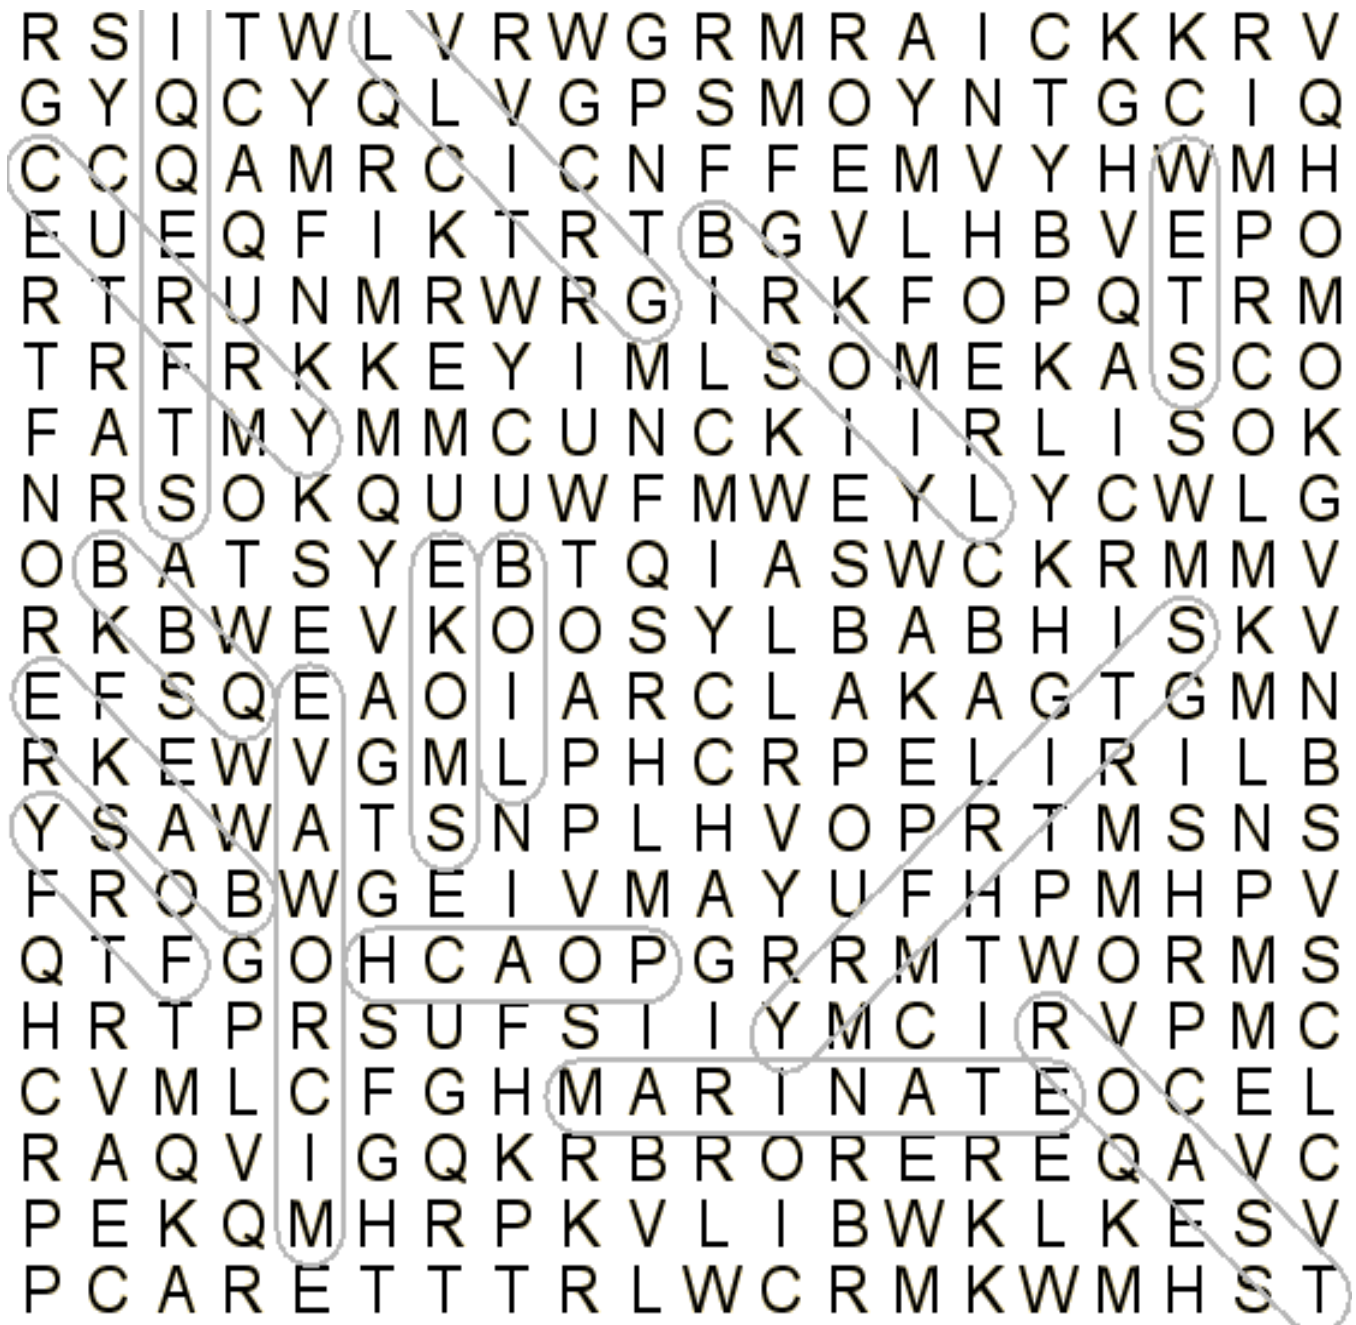 R S I T W L V R W G R M R A I C K K R V
G Y Q C Y Q L V G P S M O Y N T G C I Q
C C Q A M R C I C N F F E M V Y H W M H
E U E Q F I K T R T B G V L H B V E P O
R T R U N M R W R G I R K F O P Q T R M
T R F R K K E Y I M L S O M E K A S C O
F A T M Y M M C U N C K I I R L I S O K
N R S O K Q U U W F M W E Y L Y C W L G
O B A T S Y E B T Q I A S W C K R M M V
R K B W E V K O O S Y L B A B H I S K V
E F S Q E A O I A R C L A K A G T G M N
R K E W V G M L P H C R P E L I R I L B
Y S A W A T S N P L H V O P R T M S N S
F R O B W G E I V M A Y U F H P M H P V
Q T F G O H C A O P G R R M T W O R M S
H R T P R S U F S I I Y M C I R V P M C
C V M L C F G H M A R I N A T E O C E L
R A Q V I G Q K R B R O R E R E Q A V C
P E K Q M H R P K V L I B W K L K E S V
P C A R E T T T R L W C R M K W M H S T